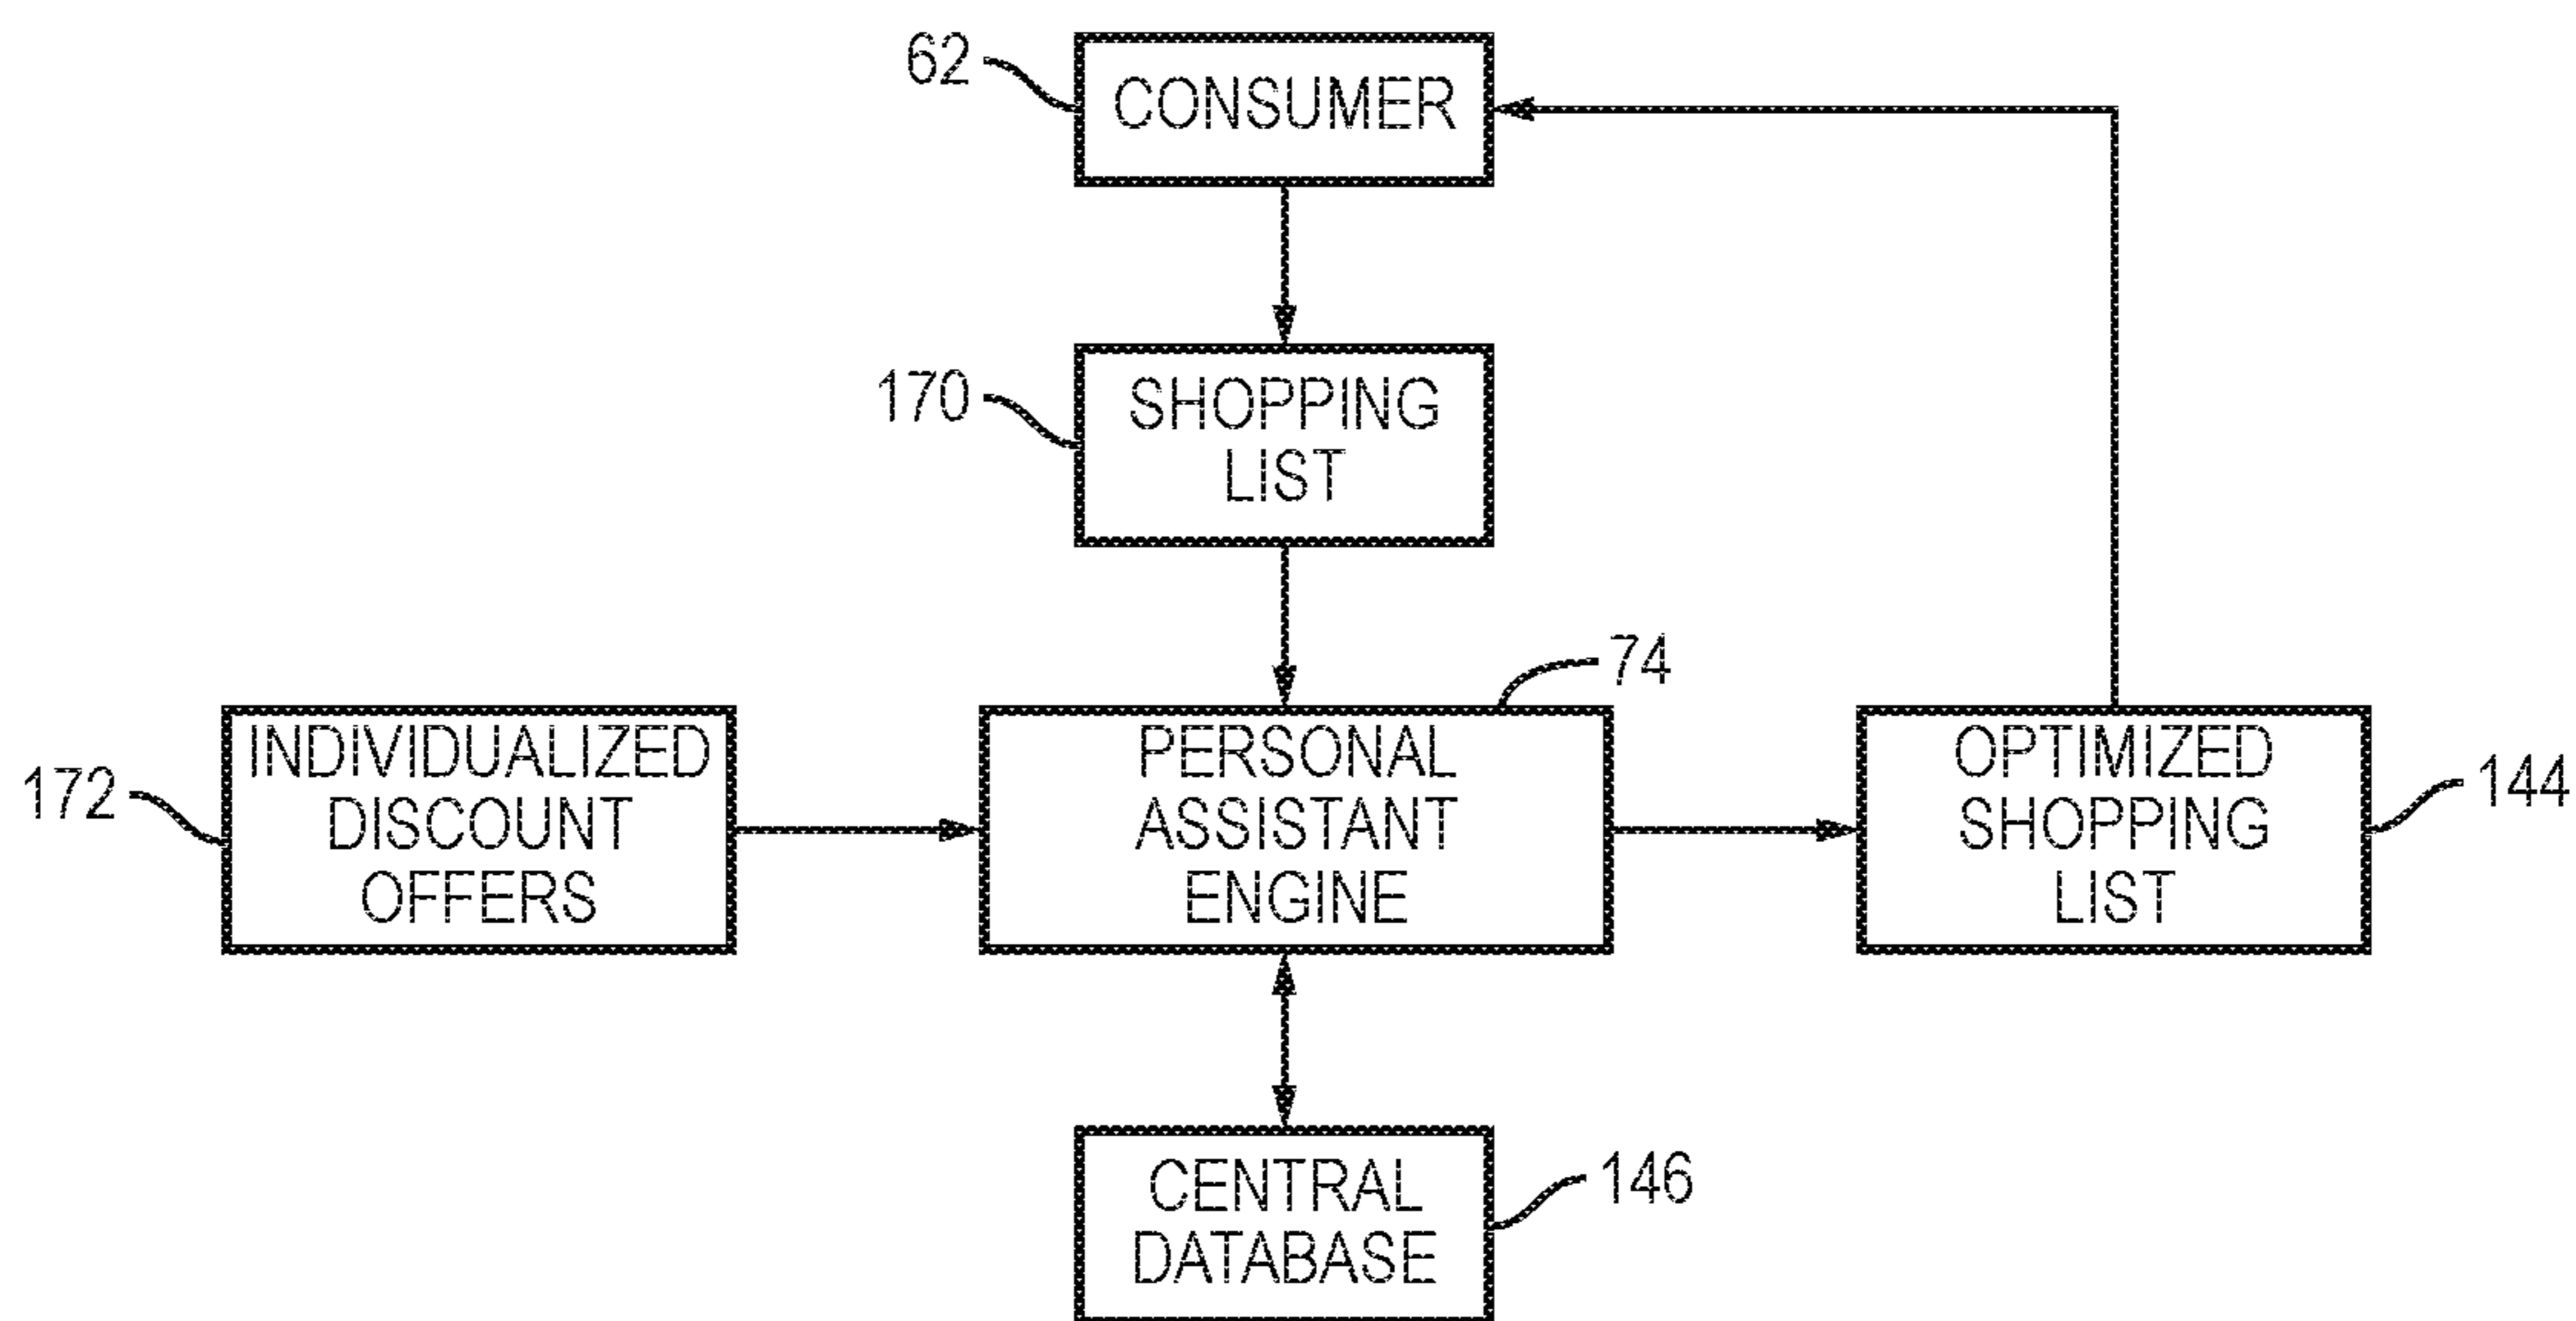 62
CONSUMER
170
SHOPPING
LIST
74
172
INDIVIDUALIZED
DISCOUNT
OFFERS
PERSONAL
ASSISTANT
ENGINE
OPTIMIZED
SHOPPING
LIST
144
CENTRAL
DATABASE
146